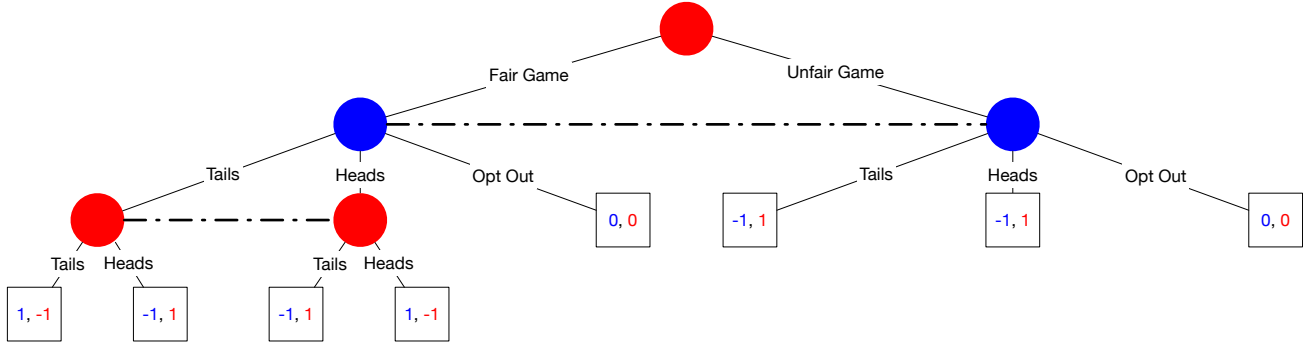 Fair Game
Unfair Game
Tails
Heads
Opt Out
Tails
Heads
Opt Out
0, 0
-1, 1
-1, 1
0, 0
Tails
Heads
Tails
Heads
1, -1
-1, 1
-1, 1
1, -1